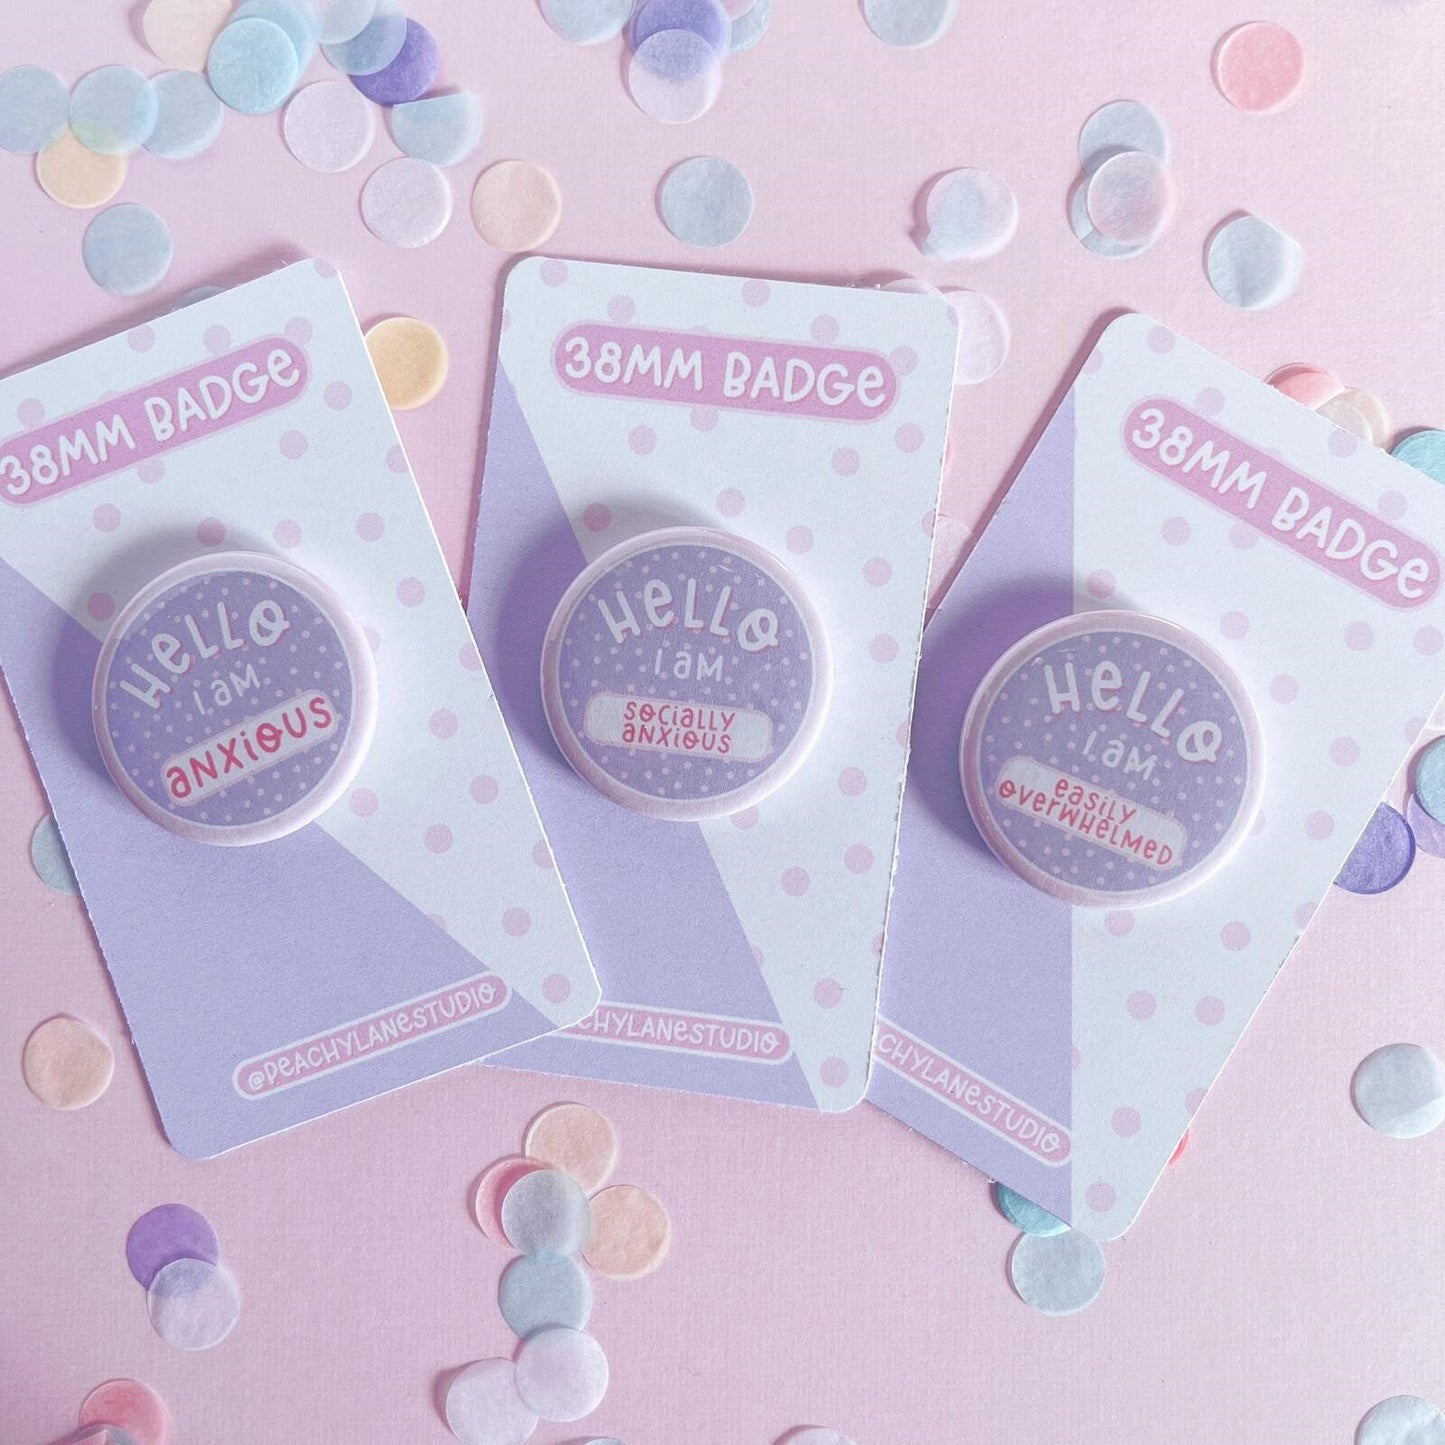 38MM BADGE
HELLO
I AM
ANXIOUS
@PEACHYLANESTUDIO
38MM BADGE
HELLO
I AM
SOCIALLY
ANXIOUS
CHYLANESTUDIO
38MM BADGE
HELLO
I AM
EASILY
OVERWHELMED
CHYLANESTUDIO